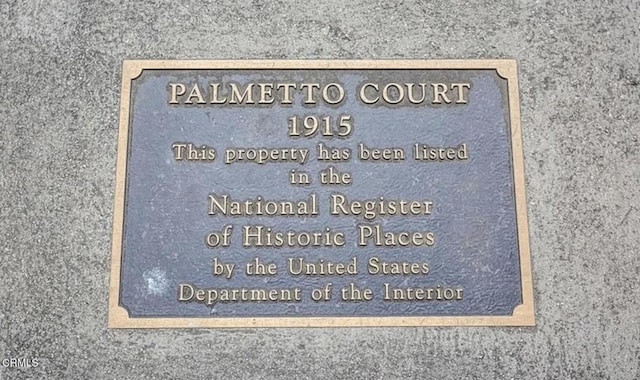 PALMETTO COURT
1915
This property has been listed
in the
National Register
of Historic Places
by the United States
Department of the Interior
CRMLS